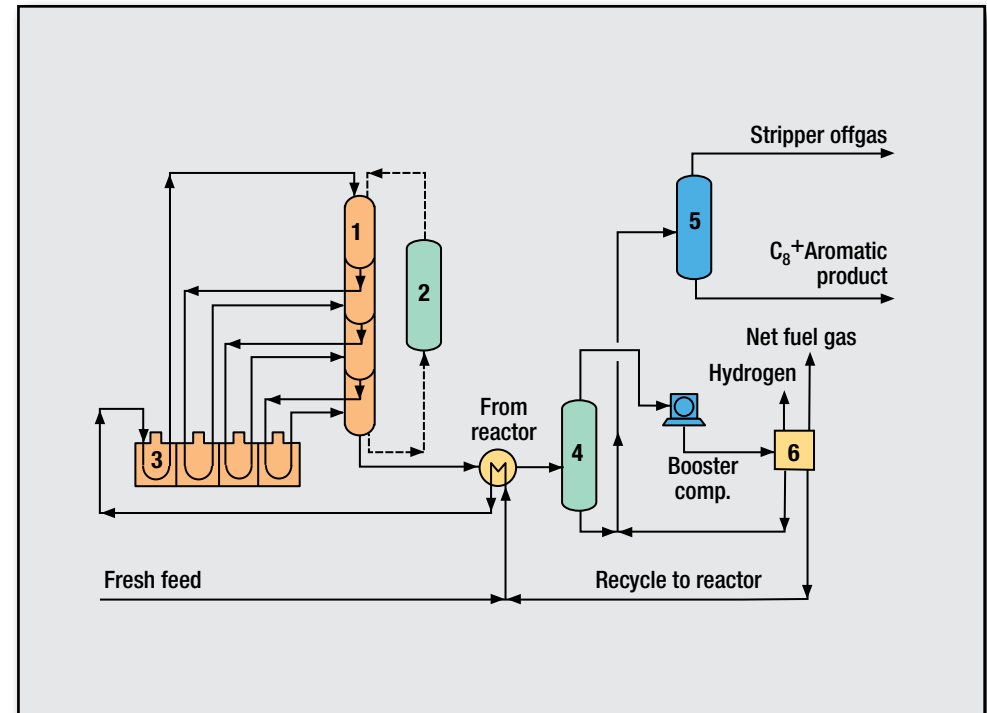 Stripper offgas
5
C₈⁺Aromatic
product
1
2
Net fuel gas
Hydrogen
From
reactor
3
4
6
Booster
comp.
Fresh feed
Recycle to reactor